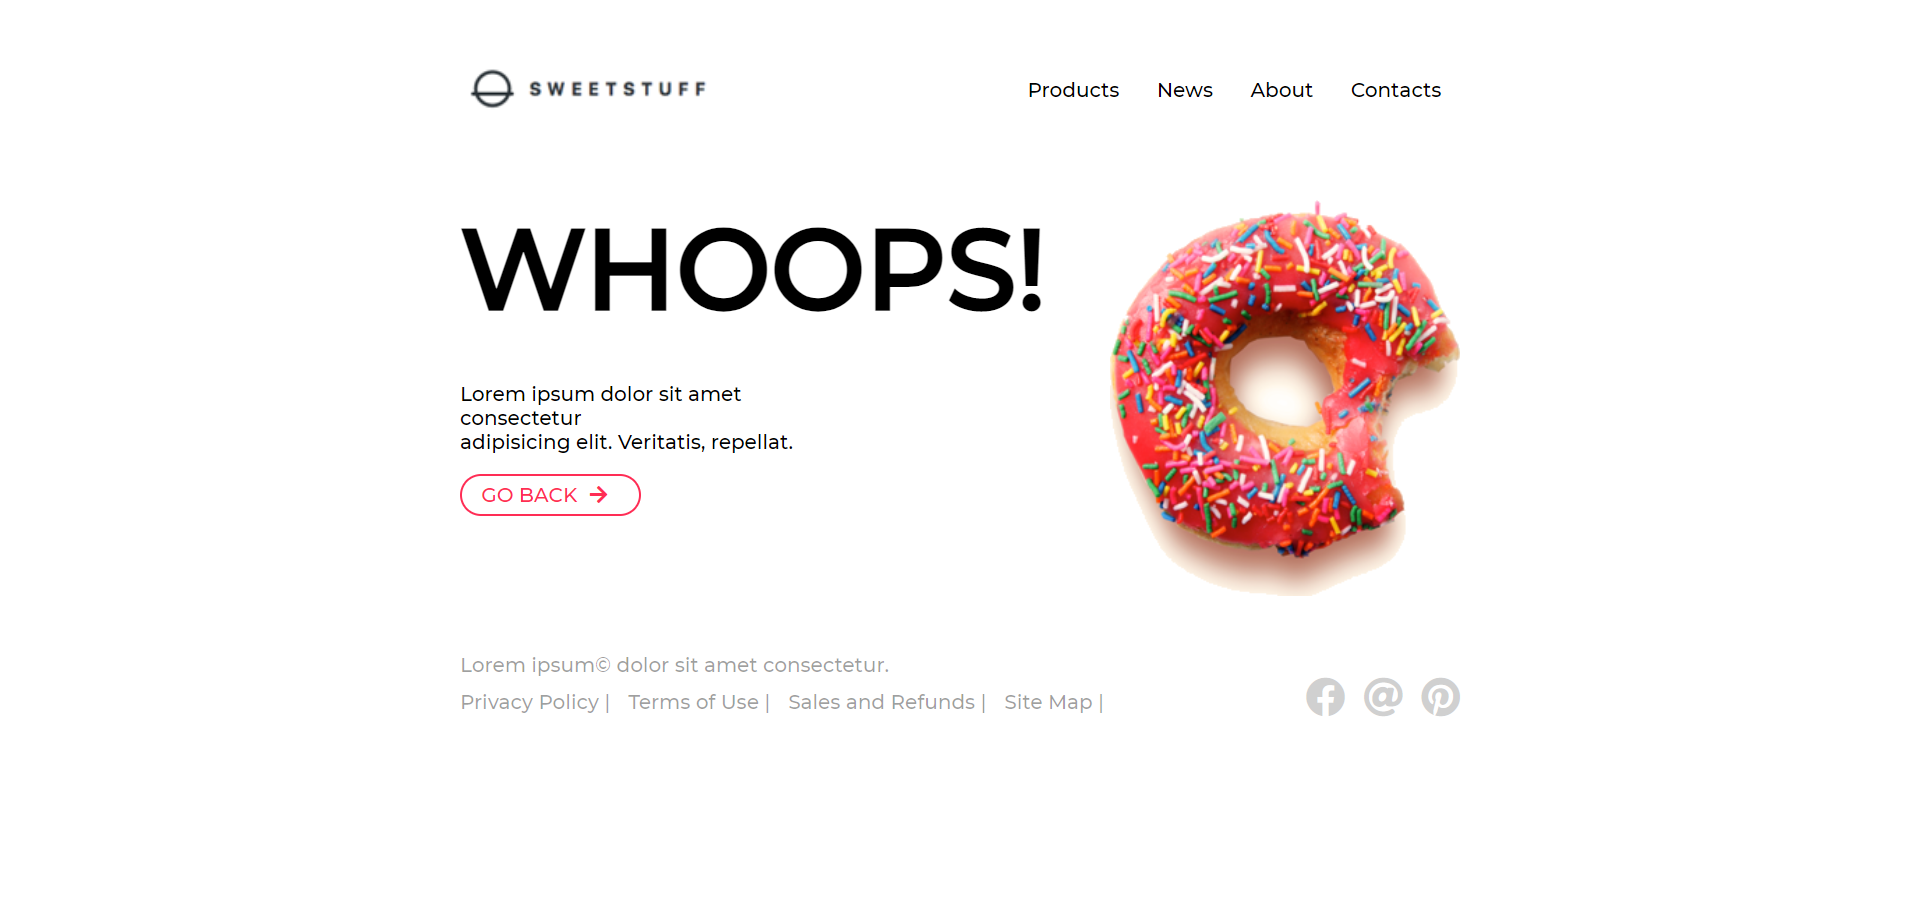 SWEETSTUFF
Products News About Contacts
WHOOPS!
Lorem ipsum dolor sit amet
consectetur
adipisicing elit. Veritatis, repellat.
GO BACK
Lorem ipsum© dolor sit amet consectetur.
Privacy Policy | Terms of Use | Sales and Refunds | Site Map |